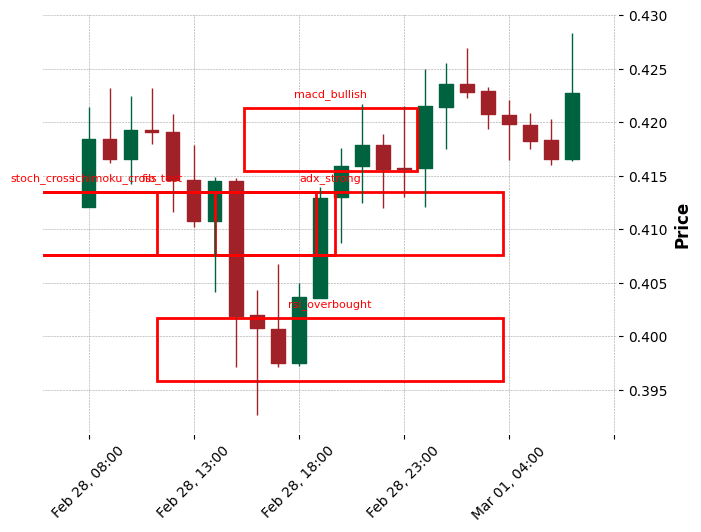 0.430
0.425
macd_bullish
0.420
stoch_cross
ichimoku_cross
adx_strong
0.415
0.410
Price
0.405
0.400
0.395
Feb 28, 08:00
Feb 28, 13:00
Feb 28, 18:00
Feb 28, 23:00
Mar 01, 04:00